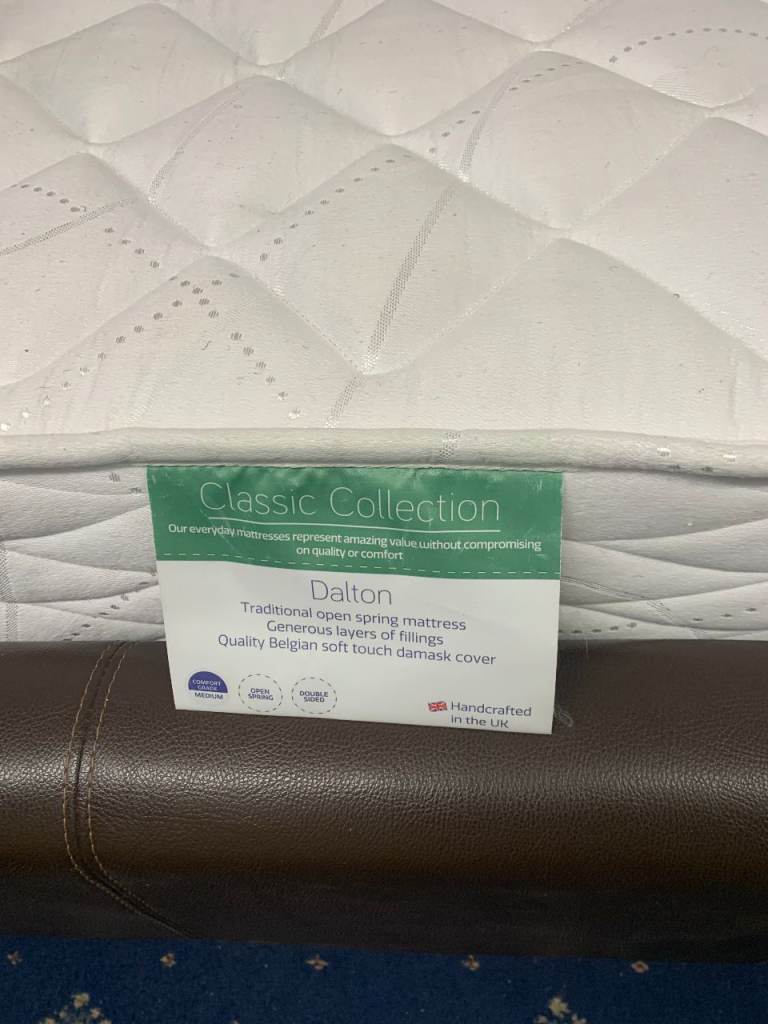 Classic Collection
Our everyday mattresses represent amazing value without compromising
on quality or comfort
Dalton
Traditional open spring mattress
Generous layers of fillings
Quality Belgian soft touch damask cover
COMFORT
GRADE
MEDIUM
OPEN
SPRING
DOUBLE
SIDED
Handcrafted
in the UK